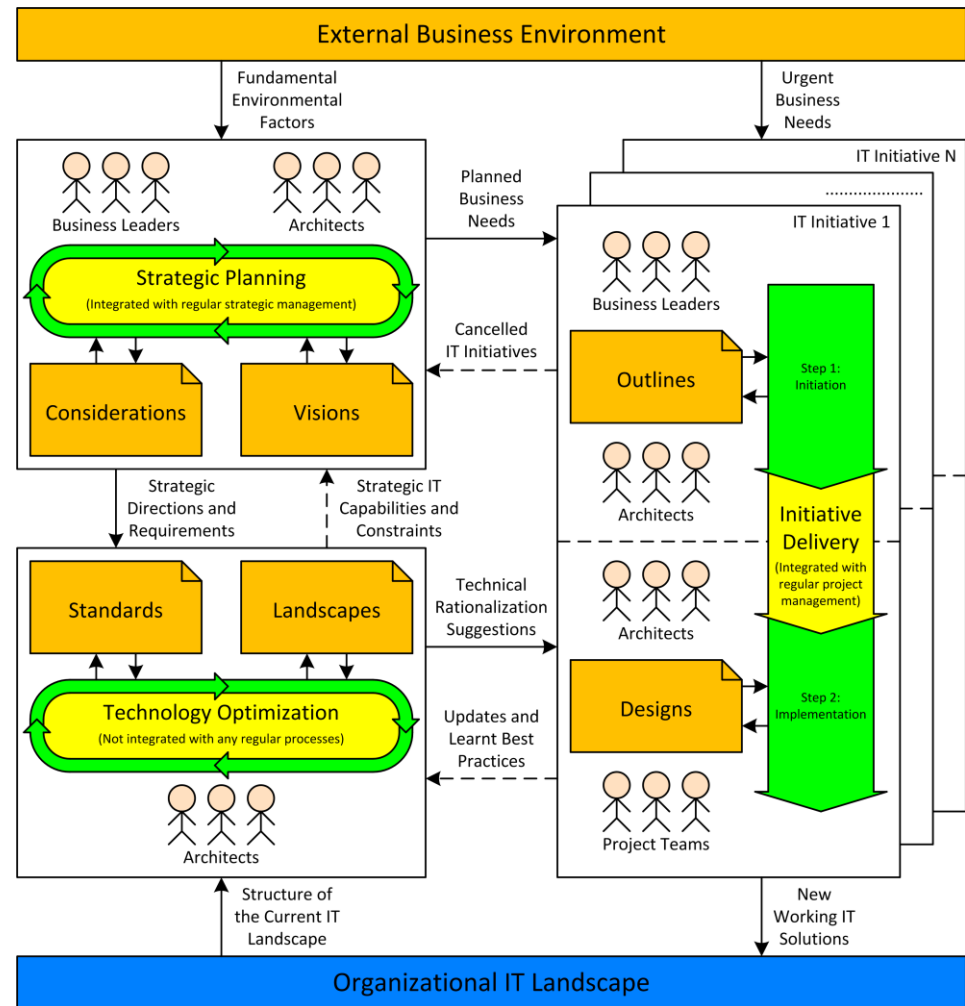 External Business Environment
Fundamental
Environmental
Factors
Urgent
Business
Needs
Business Leaders
Architects
Strategic Planning
(Integrated with regular strategic management)
Considerations
Visions
Planned
Business
Needs
Cancelled
IT Initiatives
IT Initiative N
.......................
IT Initiative 1
Business Leaders
Outlines
Step 1:
Initiation
Architects
Strategic
Directions and
Requirements
Strategic IT
Capabilities and
Constraints
Initiative
Delivery
(Integrated with
regular project
management)
Standards
Landscapes
Technology Optimization
(Not integrated with any regular processes)
Architects
Technical
Rationalization
Suggestions
Updates and
Learnt Best
Practices
Architects
Designs
Step 2:
Implementation
Project Teams
Structure of
the Current IT
Landscape
New
Working IT
Solutions
Organizational IT Landscape